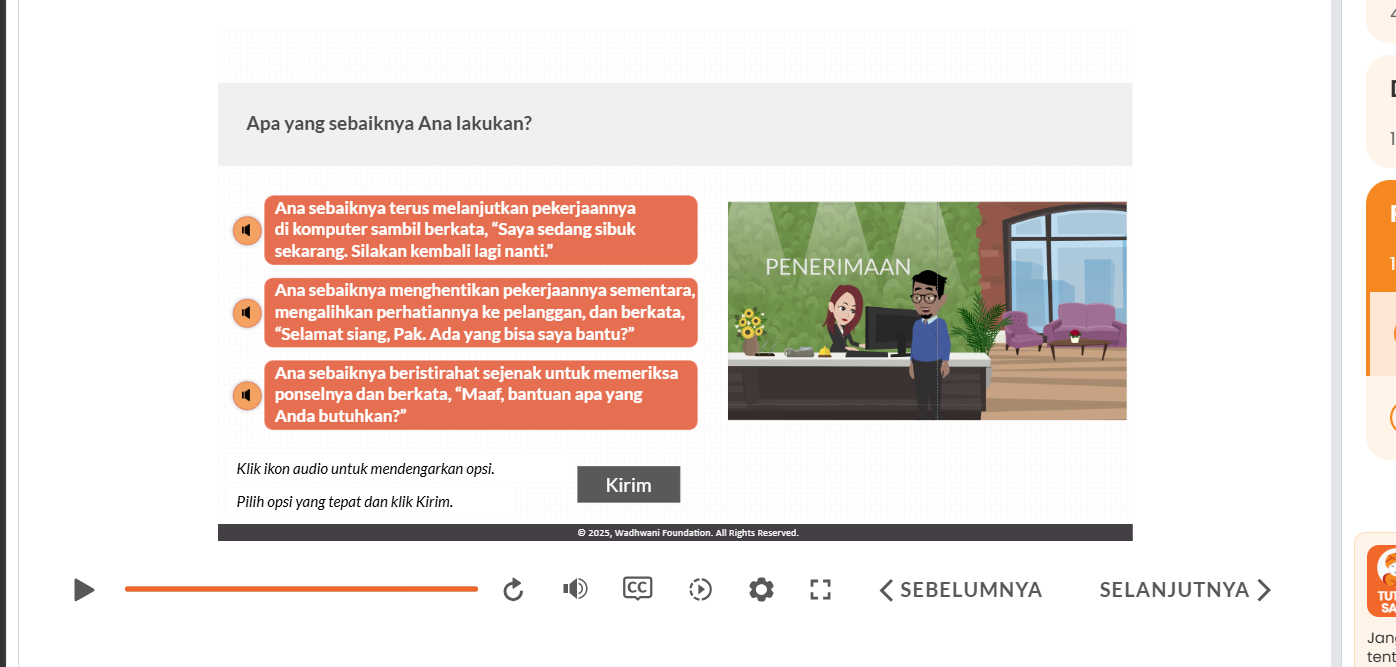 Apa yang sebaiknya Ana lakukan?
Ana sebaiknya terus melanjutkan pekerjaannya
di komputer sambil berkata, “Saya sedang sibuk
sekarang. Silakan kembali lagi nanti.”
Ana sebaiknya menghentikan pekerjaannya sementara,
mengalihkan perhatiannya ke pelanggan, dan berkata,
“Selamat siang, Pak. Ada yang bisa saya bantu?”
Ana sebaiknya beristirahat sejenak untuk memeriksa
ponselnya dan berkata, “Maaf, bantuan apa yang
Anda butuhkan?”
PENERIMAAN
Klik ikon audio untuk mendengarkan opsi.
Pilih opsi yang tepat dan klik Kirim.
Kirim
© 2025, Wadhwani Foundation. All Rights Reserved.
CC
SEBELUMNYA
SELANJUTNYA